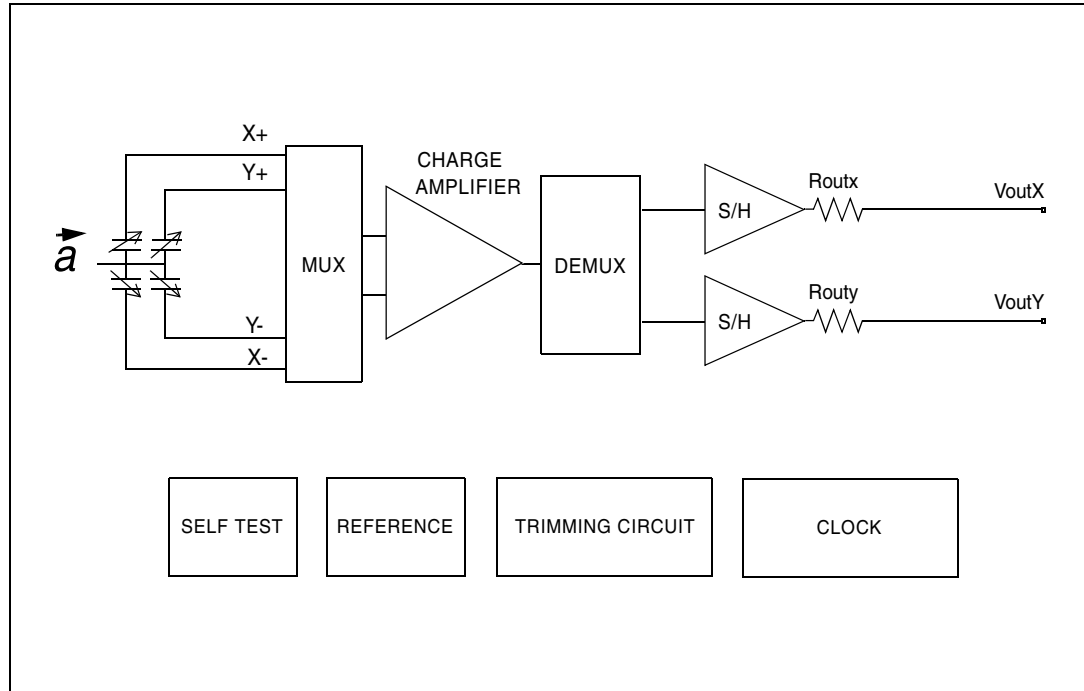 X+
Y+
CHARGE
AMPLIFIER
Routx
VoutX
S/H
a
MUX
DEMUX
Routy
VoutY
S/H
Y-
X-
SELF TEST
REFERENCE
TRIMMING CIRCUIT
CLOCK